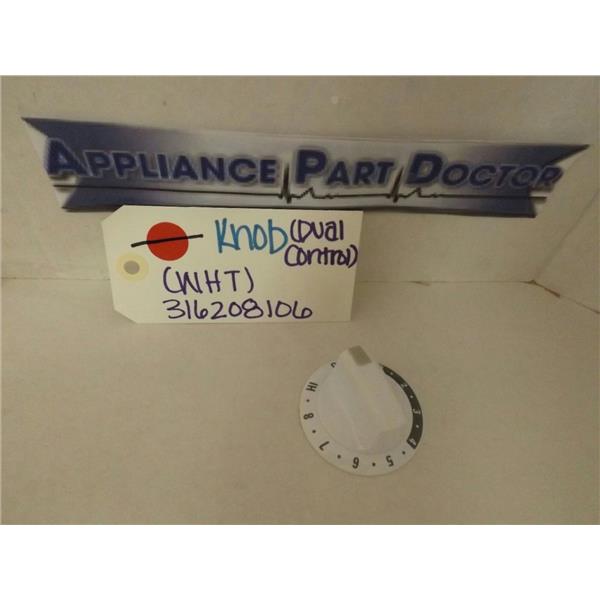 APPLIANCE PART DOCTOR
Knob (Dual
Control)
(WHT)
316208106
HI
2
3
4
5
6
7
8